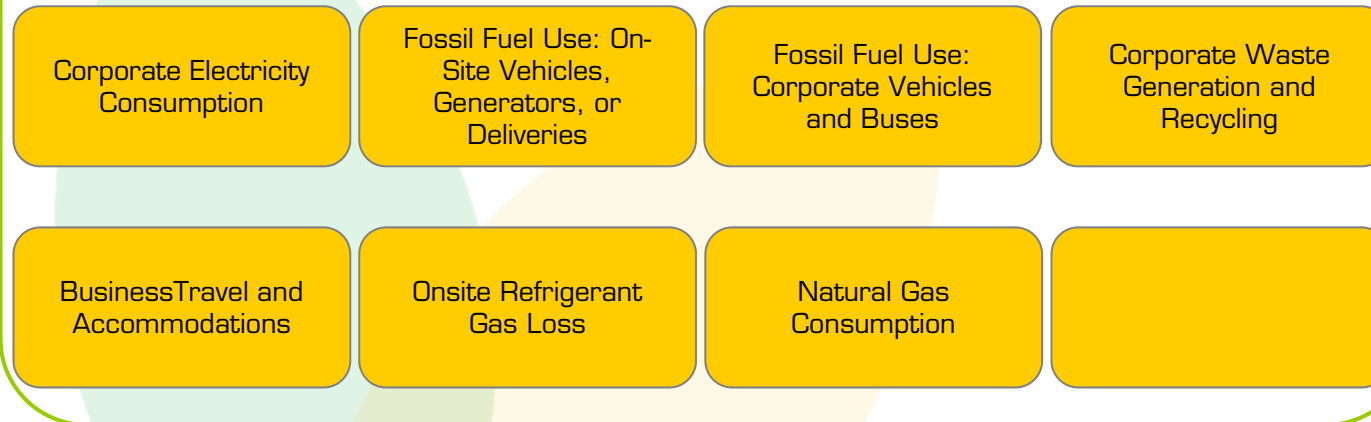 Corporate Electricity
Consumption
Fossil Fuel Use: On-
Site Vehicles,
Generators, or
Deliveries
Fossil Fuel Use:
Corporate Vehicles
and Buses
Corporate Waste
Generation and
Recycling
BusinessTravel and
Accommodations
Onsite Refrigerant
Gas Loss
Natural Gas
Consumption